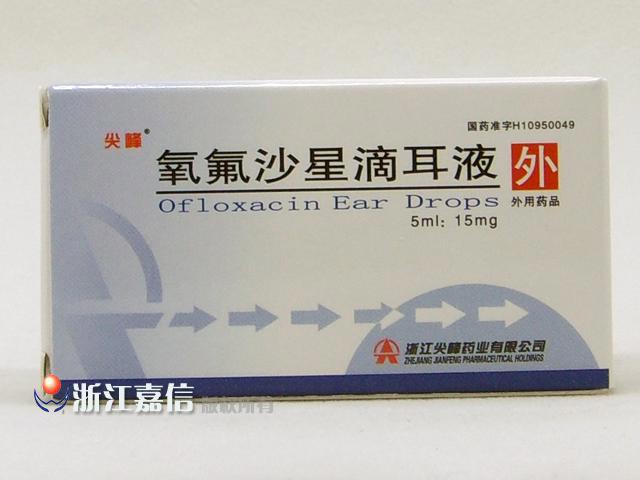 国药准字H10950049
尖峰®
氧氟沙星滴耳液
外
Ofloxacin Ear Drops
外用药品
5ml: 15mg
浙江尖峰药业有限公司
ZHEJIANG JIANFENG PHARMACEUTICAL HOLDINGS
浙江嘉信
版权所有